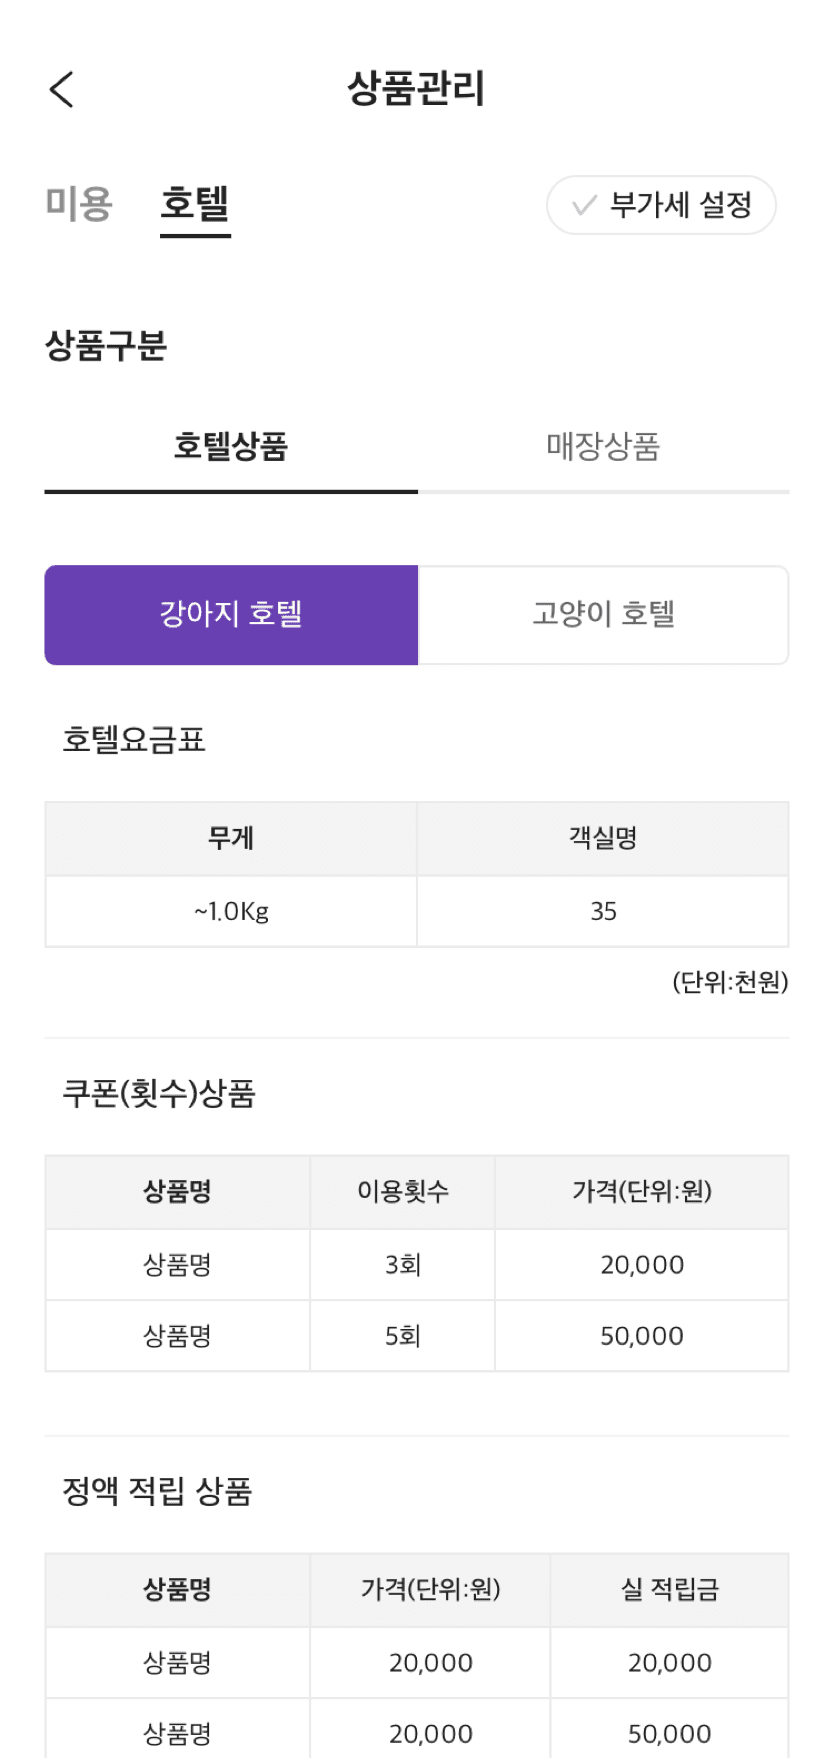 상품관리
미용 호텔 부가세 설정
상품구분
호텔상품 매장상품
강아지 호텔 고양이 호텔
호텔요금표
무게 객실명
~1.0Kg 35
(단위:천원)
쿠폰(횟수)상품
상품명 이용횟수 가격(단위:원)
상품명 3회 20,000
상품명 5회 50,000
정액 적립 상품
상품명 가격(단위:원) 실 적립금
상품명 20,000 20,000
상품명 20,000 50,000